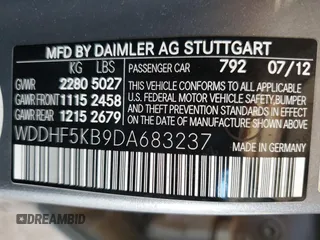 MFD BY DAIMLER AG STUTTGART
KG LBS
PASSENGER CAR 792 07/12
GVWR 2280 5027
GAWR FRONT 1115 2458
GAWR REAR 1215 2679
THIS VEHICLE CONFORMS TO ALL APPLICABLE
U.S. FEDERAL MOTOR VEHICLE SAFETY
BUMPER, AND THEFT PREVENTION STANDARDS
IN EFFECT ON THE DATE OF MANUFACTURE
SHOWN ABOVE.
WDDHF5KB9DA683237
MADE IN GERMANY
DREAMBID